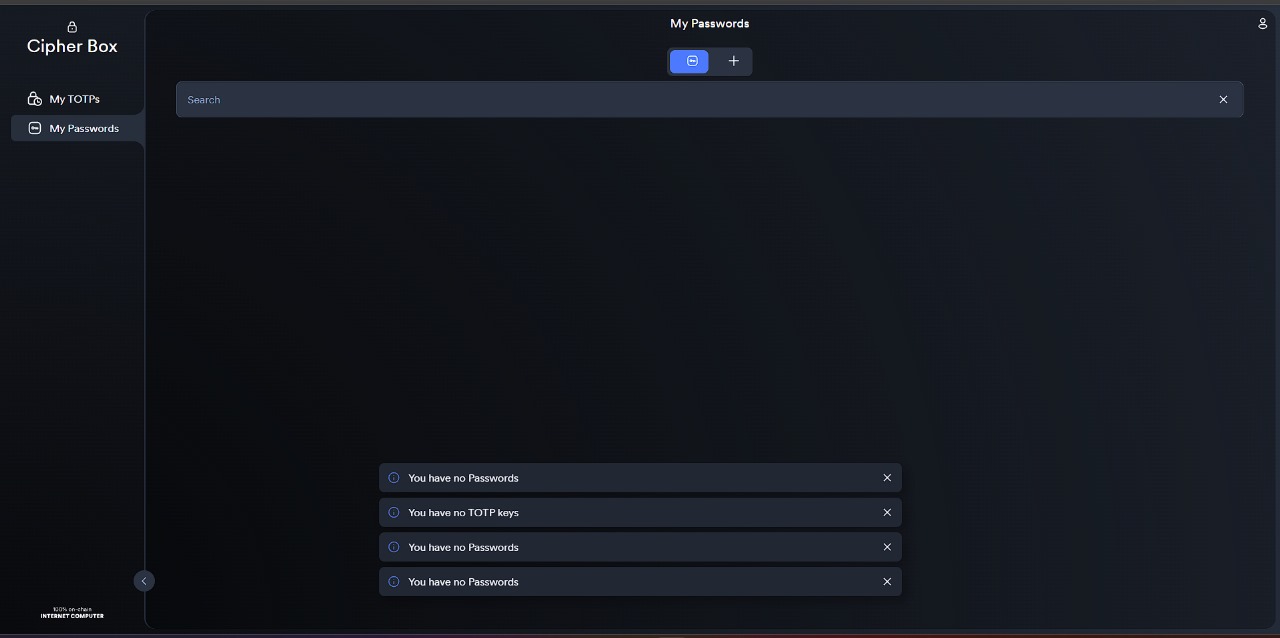 Cipher Box
My TOTPs
My Passwords
100% on-chain
INTERNET COMPUTER
My Passwords
Search
You have no Passwords
You have no TOTP keys
You have no Passwords
You have no Passwords